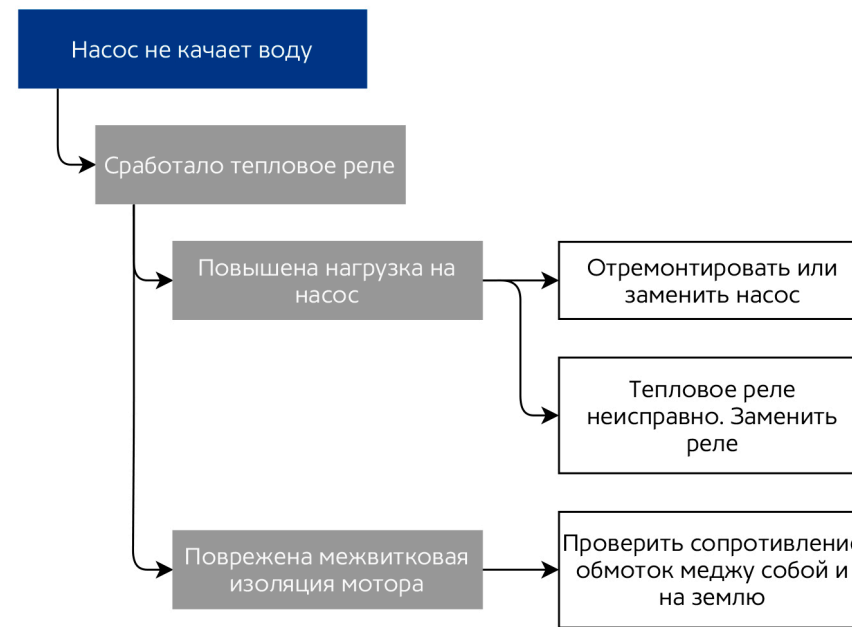 Насос не качает воду
Сработало тепловое реле
Повышена нагрузка на
насос
Отремонтировать или
заменить насос
Тепловое реле
неисправно. Заменить
реле
Поврежена межвитковая
изоляция мотора
Проверить сопротивление
обмоток меджу собой и
на землю